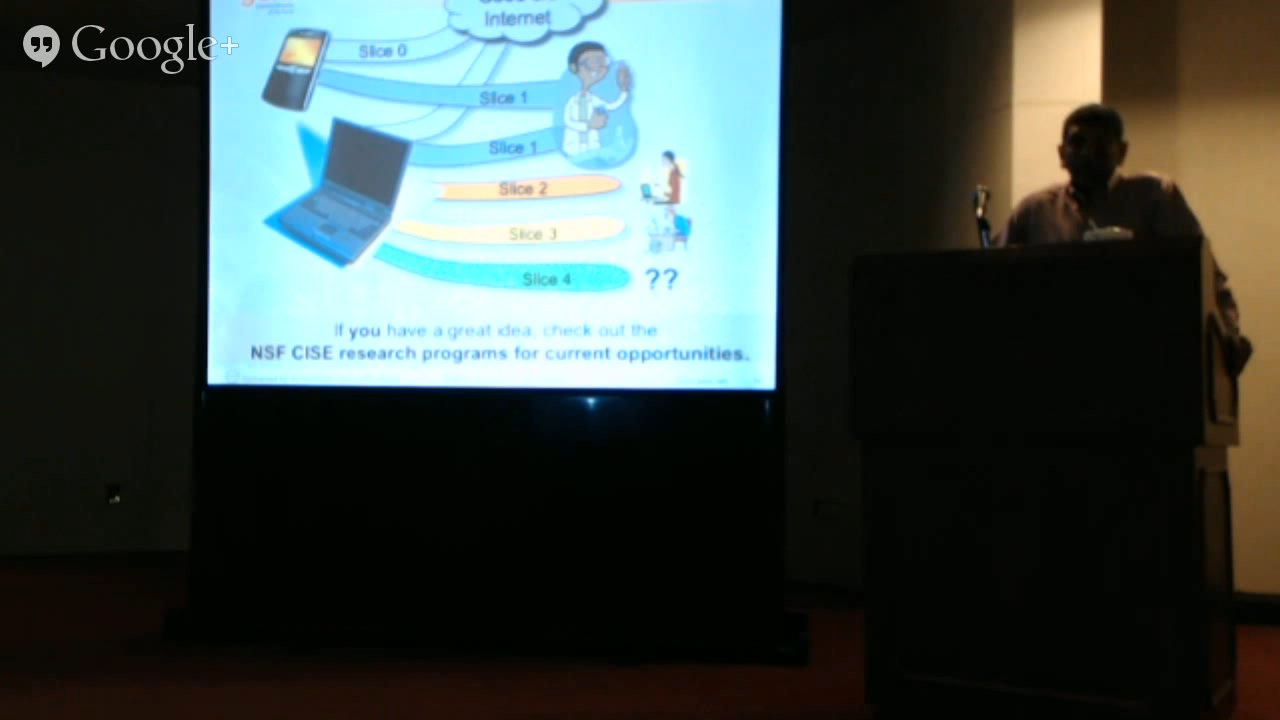 Google+
Internet
Slice 0
Slice 1
Slice 1
Slice 2
Slice 3
Slice 4
??
If you have a great idea, check out the
NSF CISE research programs for current opportunities.